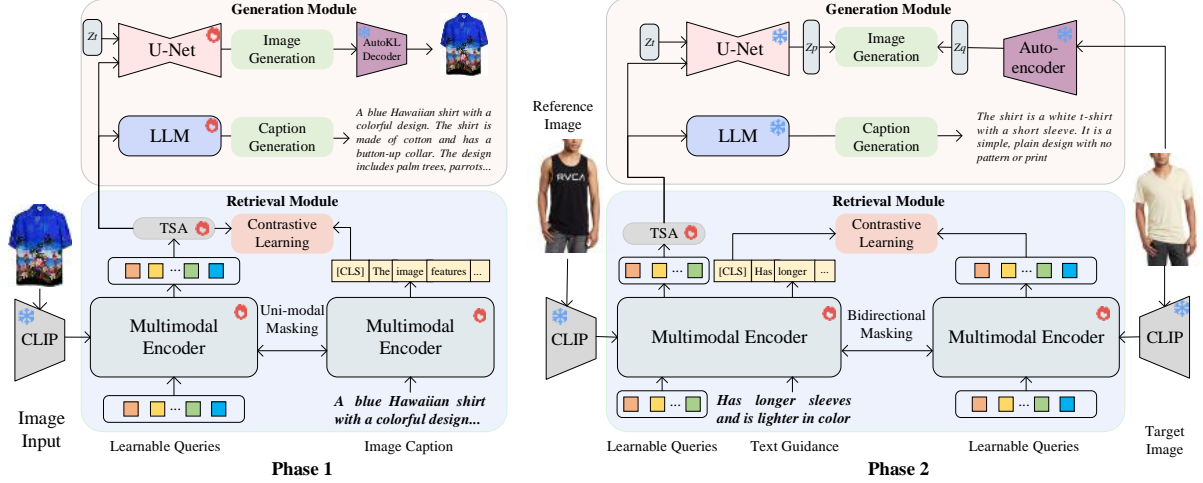 Generation Module
Zt
U-Net
Image
Generation
AutoKL
Decoder
LLM
Caption
Generation
A blue Hawaiian shirt with a
colorful design. The shirt is
made of cotton and has a
button-up collar. The design
includes palm trees, parrots...
Retrieval Module
TSA
Contrastive
Learning
[CLS] The image features ...
...
CLIP
Multimodal
Encoder
Uni-modal
Masking
Multimodal
Encoder
...
A blue Hawaiian shirt
with a colorful design...
Image
Input
Learnable Queries
Image Caption
Phase 1
Generation Module
Zt
U-Net
Zp
Image
Generation
Zq
Auto-
encoder
Reference
Image
LLM
Caption
Generation
The shirt is a white t-shirt
with a short sleeve. It is a
simple, plain design with no
pattern or print
RVCA
Retrieval Module
TSA
Contrastive
Learning
...
[CLS] Has longer ...
...
CLIP
Multimodal Encoder
Bidirectional
Masking
Multimodal Encoder
CLIP
...
Has longer sleeves
and is lighter in color
...
Learnable Queries
Text Guidance
Learnable Queries
Target
Image
Phase 2